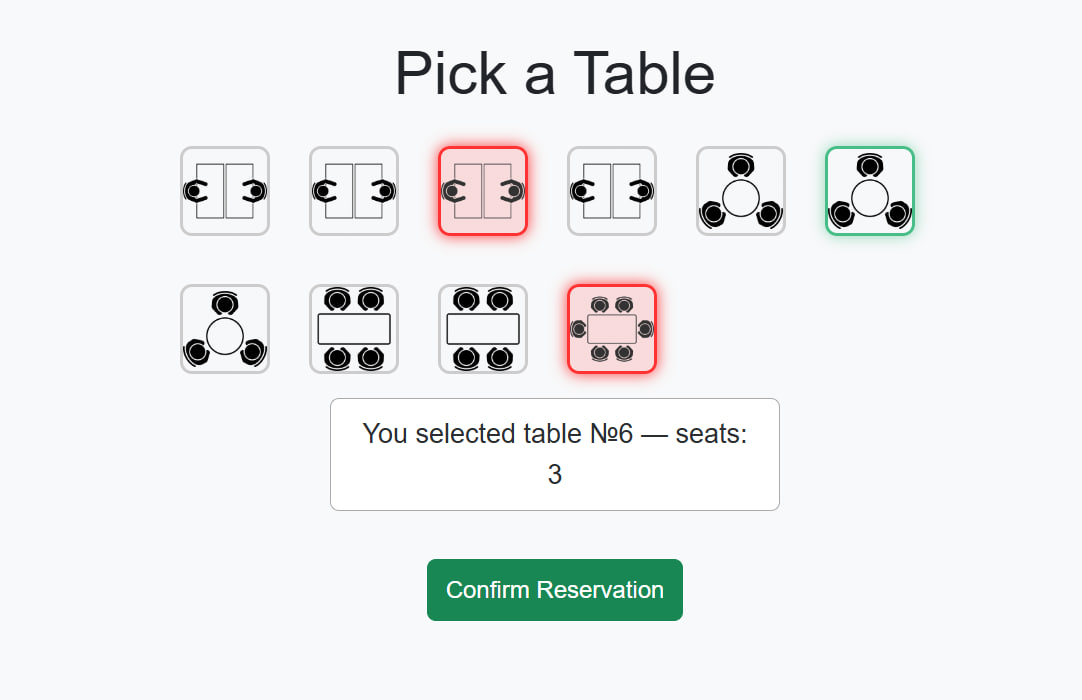 Pick a Table
You selected table №6 — seats:
3
Confirm Reservation